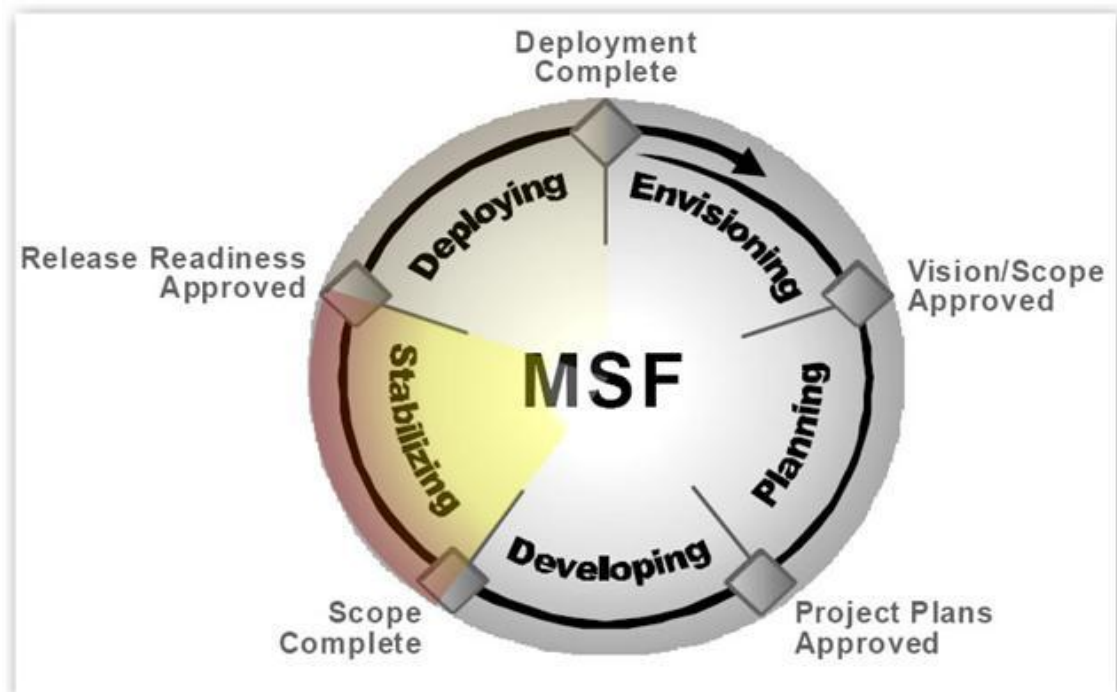 Deployment
Complete
Envisioning
Vision/Scope
Approved
Planning
Project Plans
Approved
Developing
Scope
Complete
Stabilizing
Release Readiness
Approved
Deploying
MSF